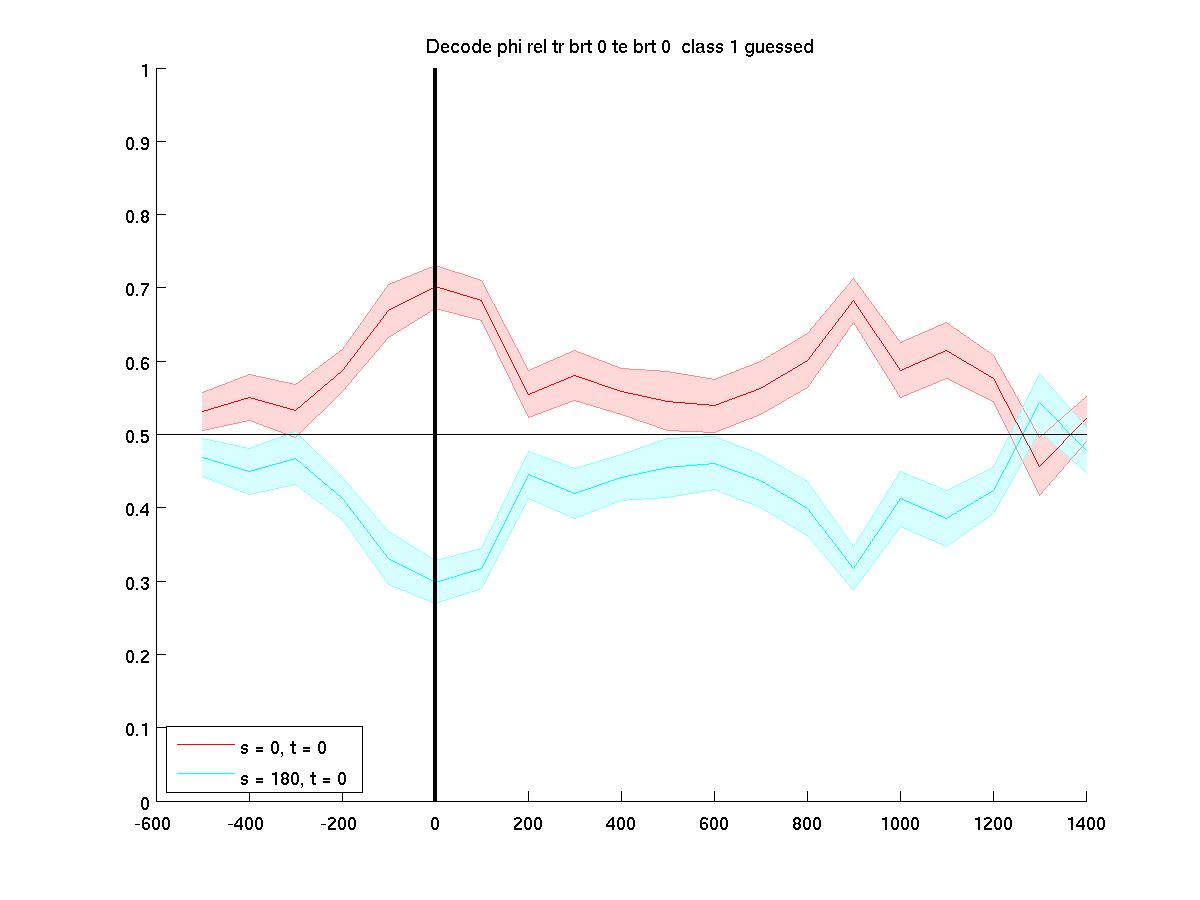 Decode phi rel tr brt 0 te brt 0  class 1 guessed
1
0.9
0.8
0.7
0.6
0.5
0.4
0.3
0.2
0.1
0
s = 0, t = 0
s = 180, t = 0
-600 -400 -200 0 200 400 600 800 1000 1200 1400